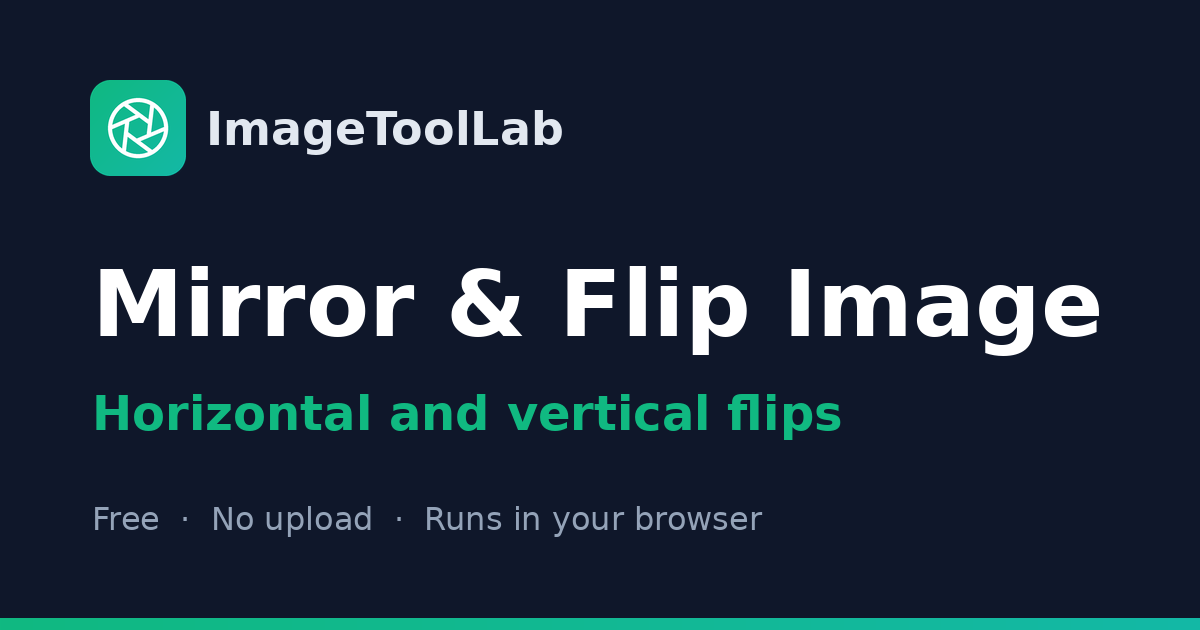 ImageToolLab
Mirror & Flip Image
Horizontal and vertical flips
Free · No upload · Runs in your browser